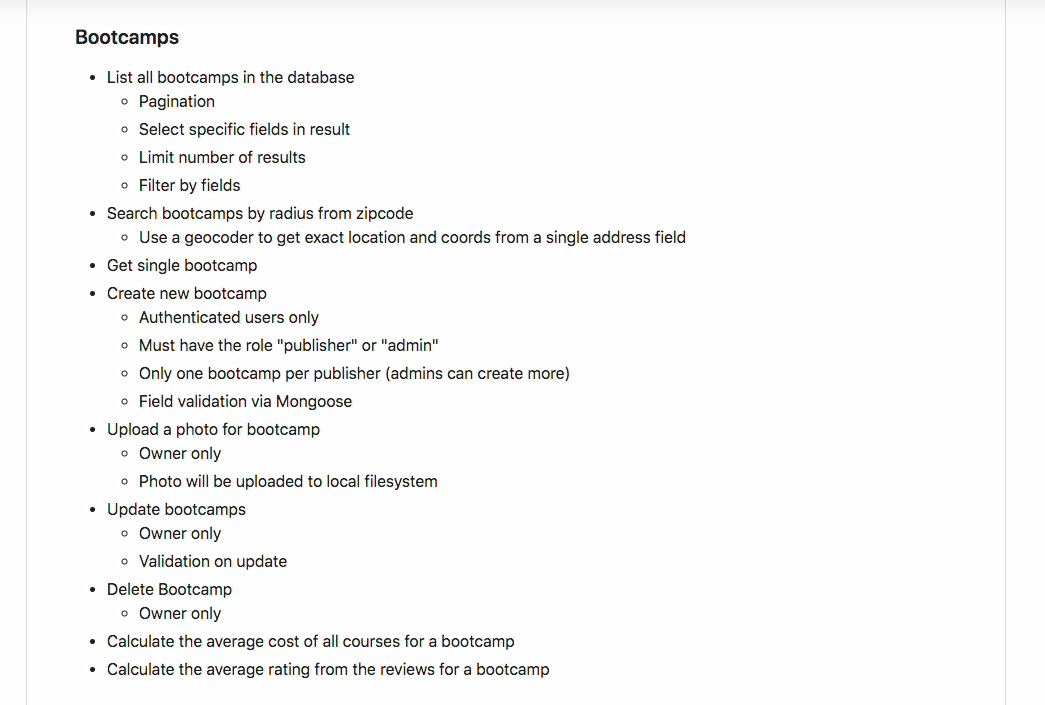 Bootcamps
List all bootcamps in the database
Pagination
Select specific fields in result
Limit number of results
Filter by fields
Search bootcamps by radius from zipcode
Use a geocoder to get exact location and coords from a single address field
Get single bootcamp
Create new bootcamp
Authenticated users only
Must have the role "publisher" or "admin"
Only one bootcamp per publisher (admins can create more)
Field validation via Mongoose
Upload a photo for bootcamp
Owner only
Photo will be uploaded to local filesystem
Update bootcamps
Owner only
Validation on update
Delete Bootcamp
Owner only
Calculate the average cost of all courses for a bootcamp
Calculate the average rating from the reviews for a bootcamp